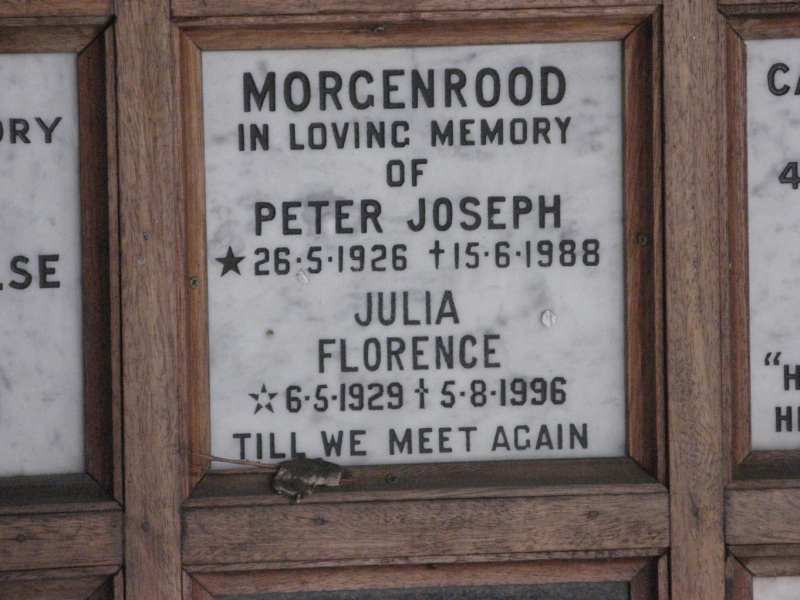 MORGENROOD
IN LOVING MEMORY
OF
PETER JOSEPH
★ 26·5·1926 †15·6·1988
JULIA
FLORENCE
☆ 6·5·1929 † 5·8·1996
TILL WE MEET AGAIN